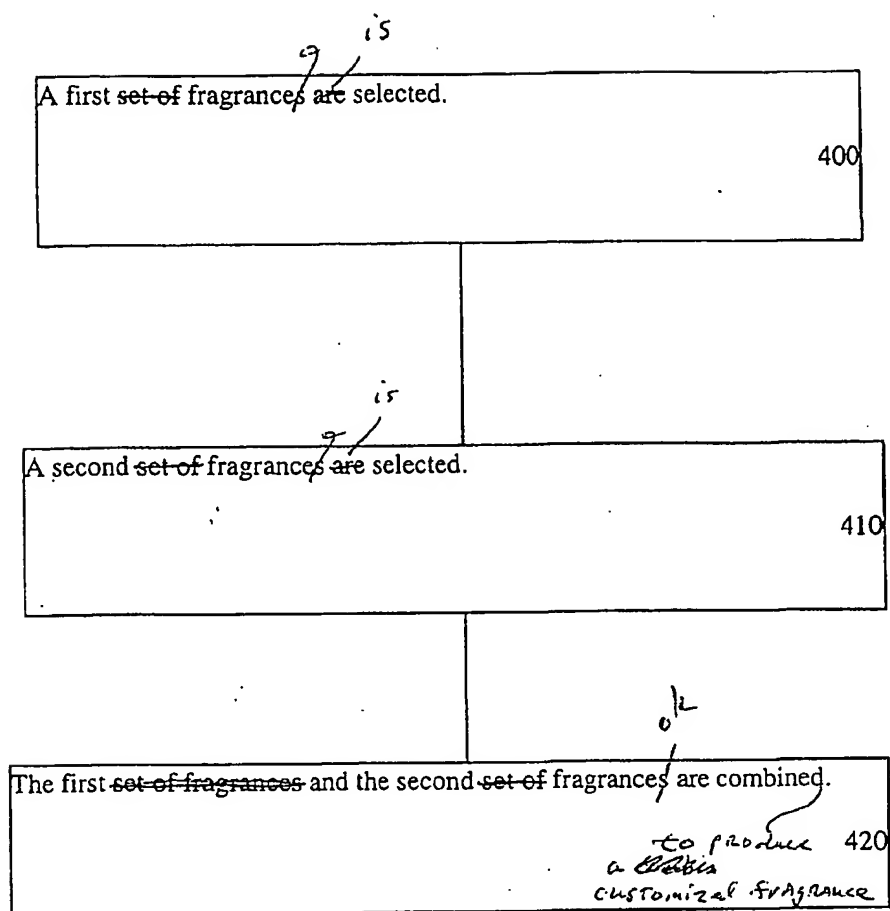 is
A first set of fragrances are selected.
400
is
A second set of fragrances are selected.
410
ok
The first set of fragrances and the second set of fragrances are combined.
to produce 420
a
customized fragrance